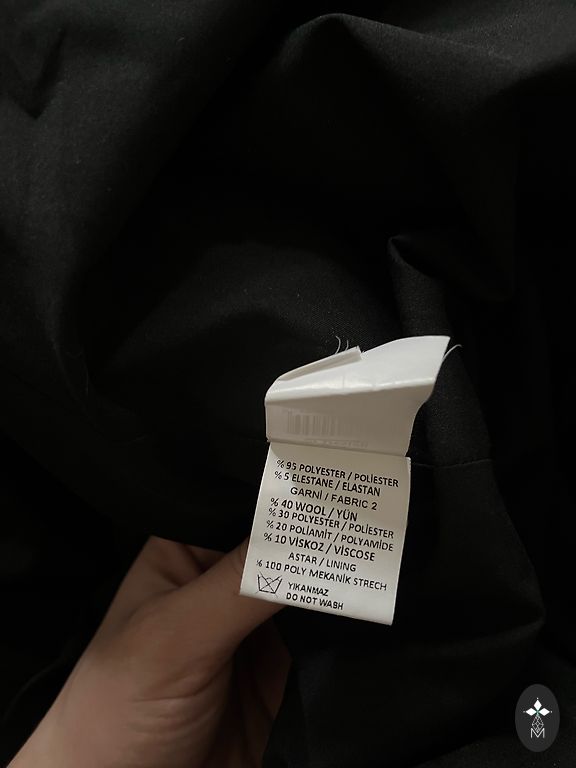 % 95 POLYESTER / POLİESTER
% 5 ELESTANE / ELASTAN
GARNİ / FABRIC 2
% 40 WOOL / YÜN
% 30 POLYESTER / POLİESTER
% 20 POLİAMİT / POLYAMIDE
% 10 VİSKOZ / VİSCOSE
ASTAR / LINING
% 100 POLY MEKANİK STRECH
YIKANMAZ
DO NOT WASH
M